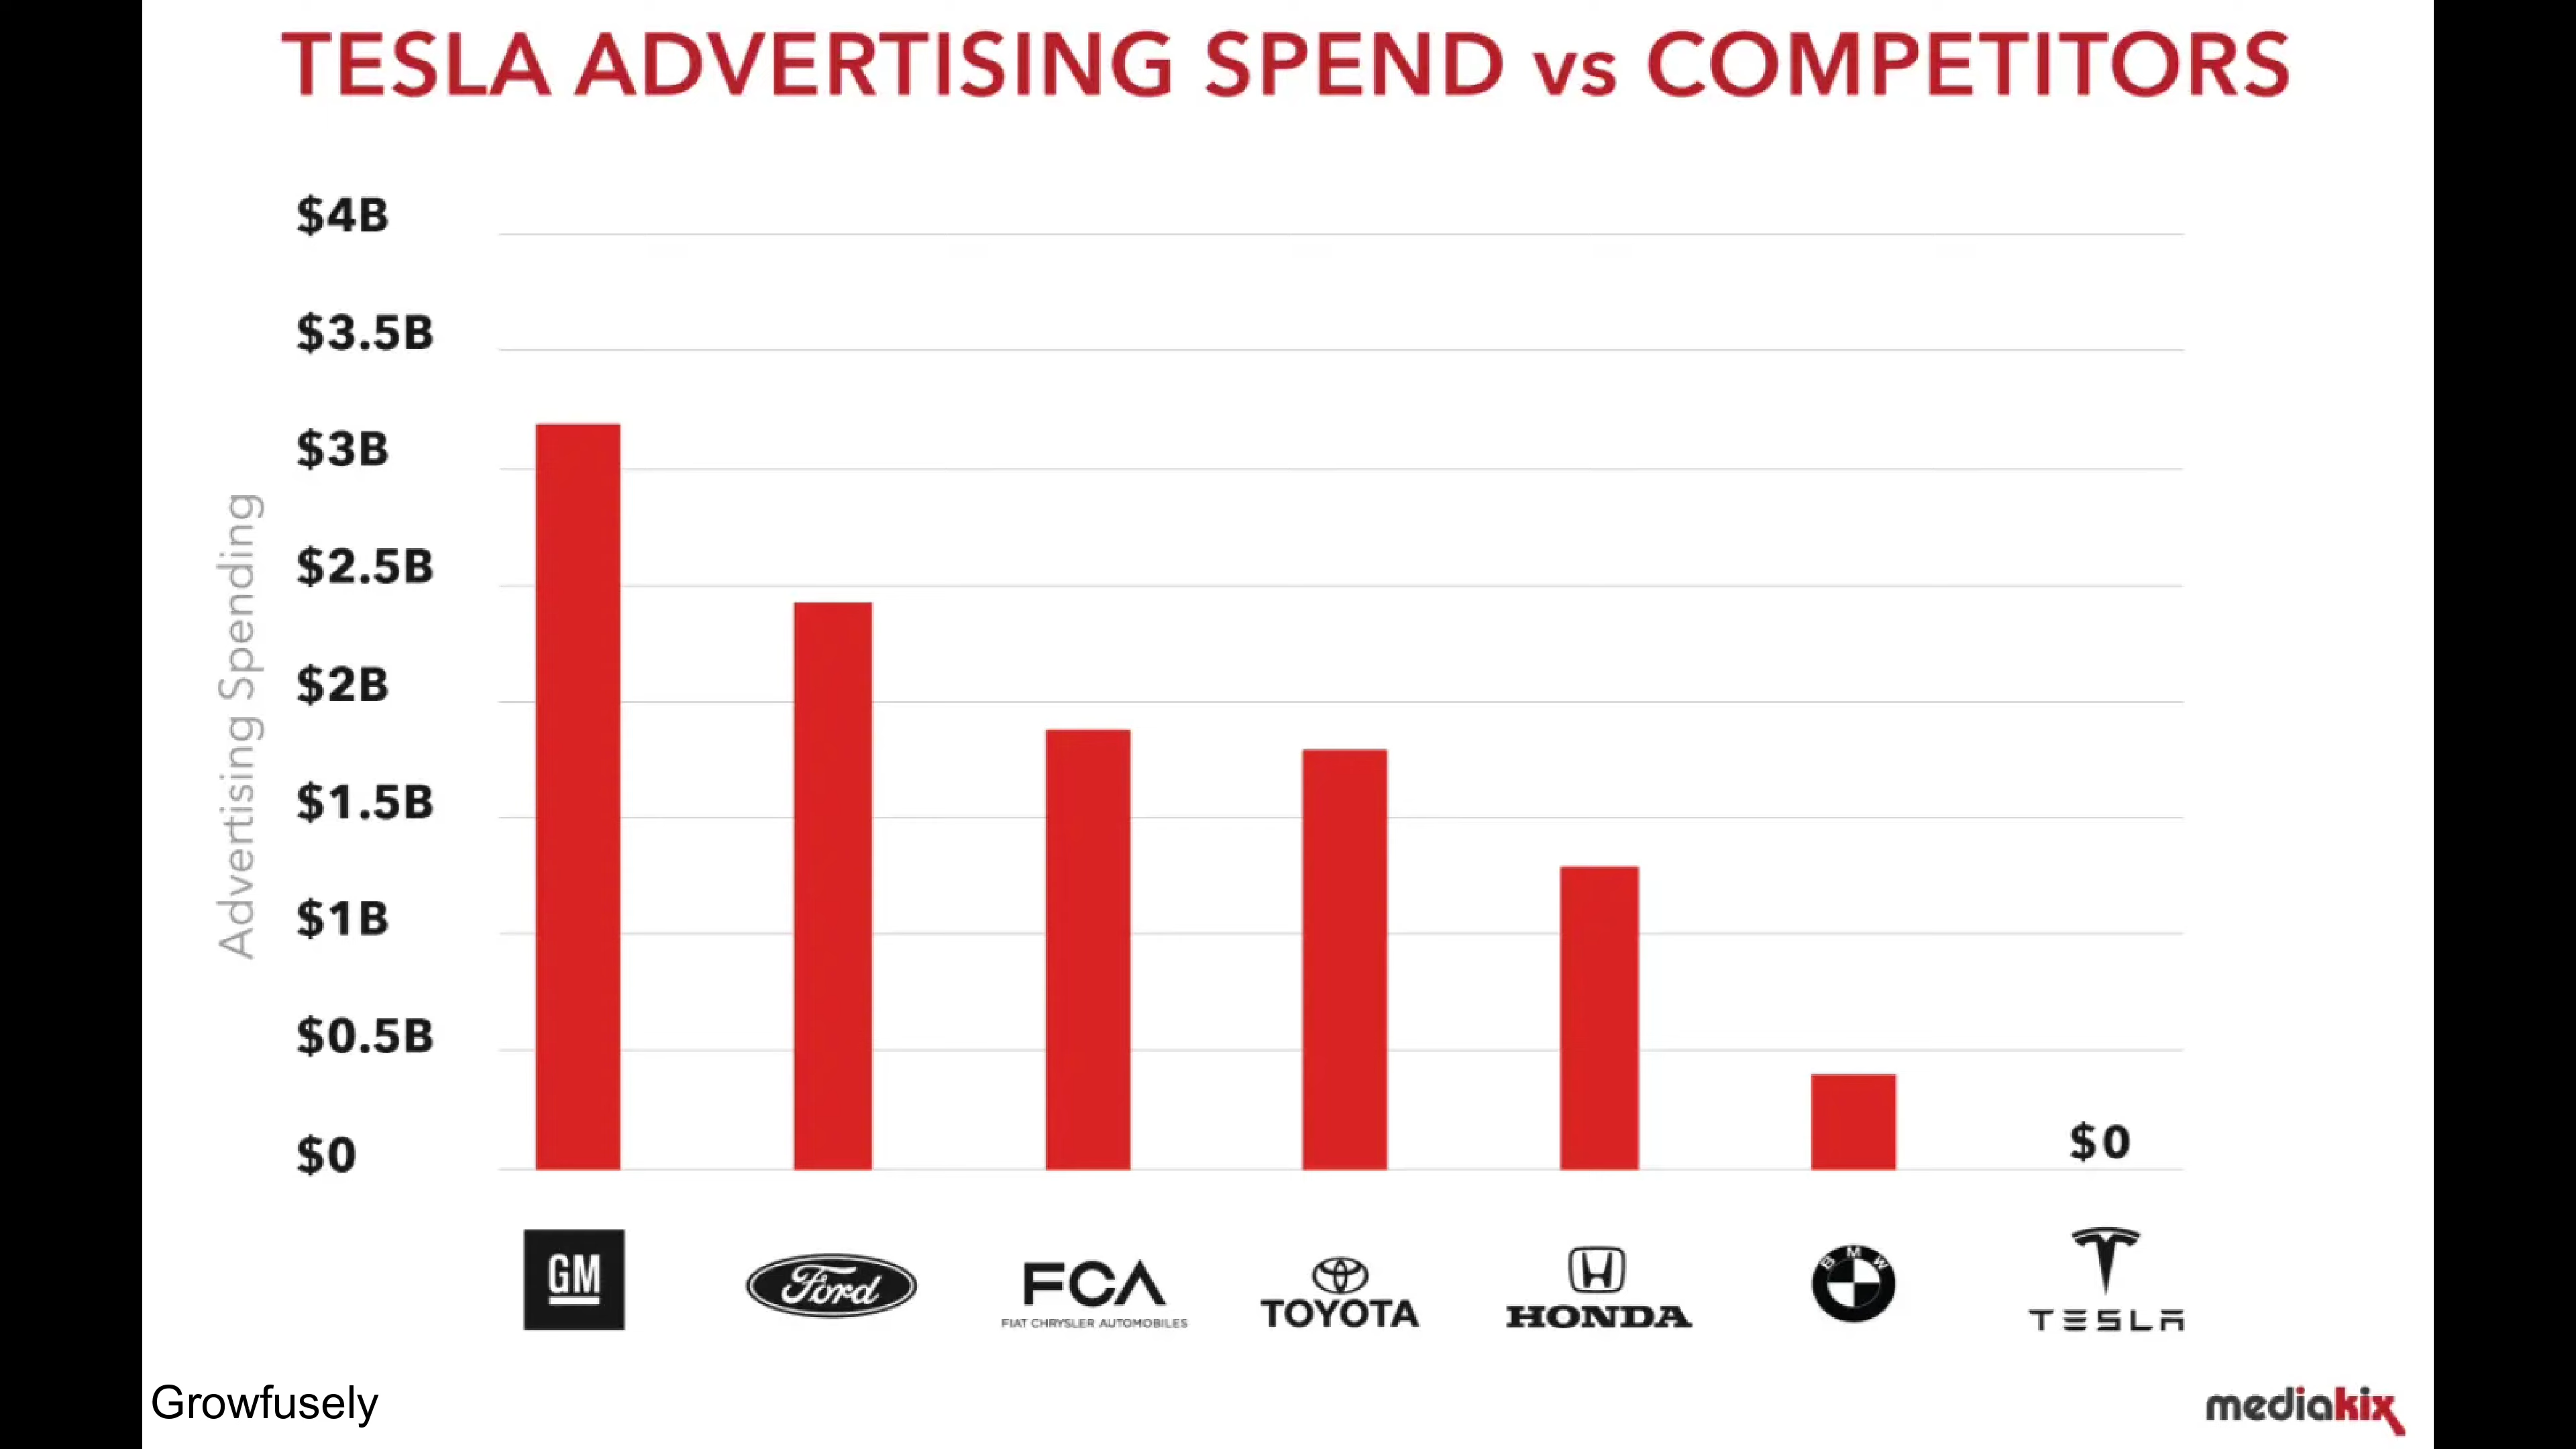 TESLA ADVERTISING SPEND vs COMPETITORS
$4B
$3.5B
$3B
$2.5B
$2B
$1.5B
$1B
$0.5B
$0
Advertising Spending
$0
GM
Ford
FCA
FIAT CHRYSLER AUTOMOBILES
TOYOTA
HONDA
BMW
TESLA
Growfusely
mediakix